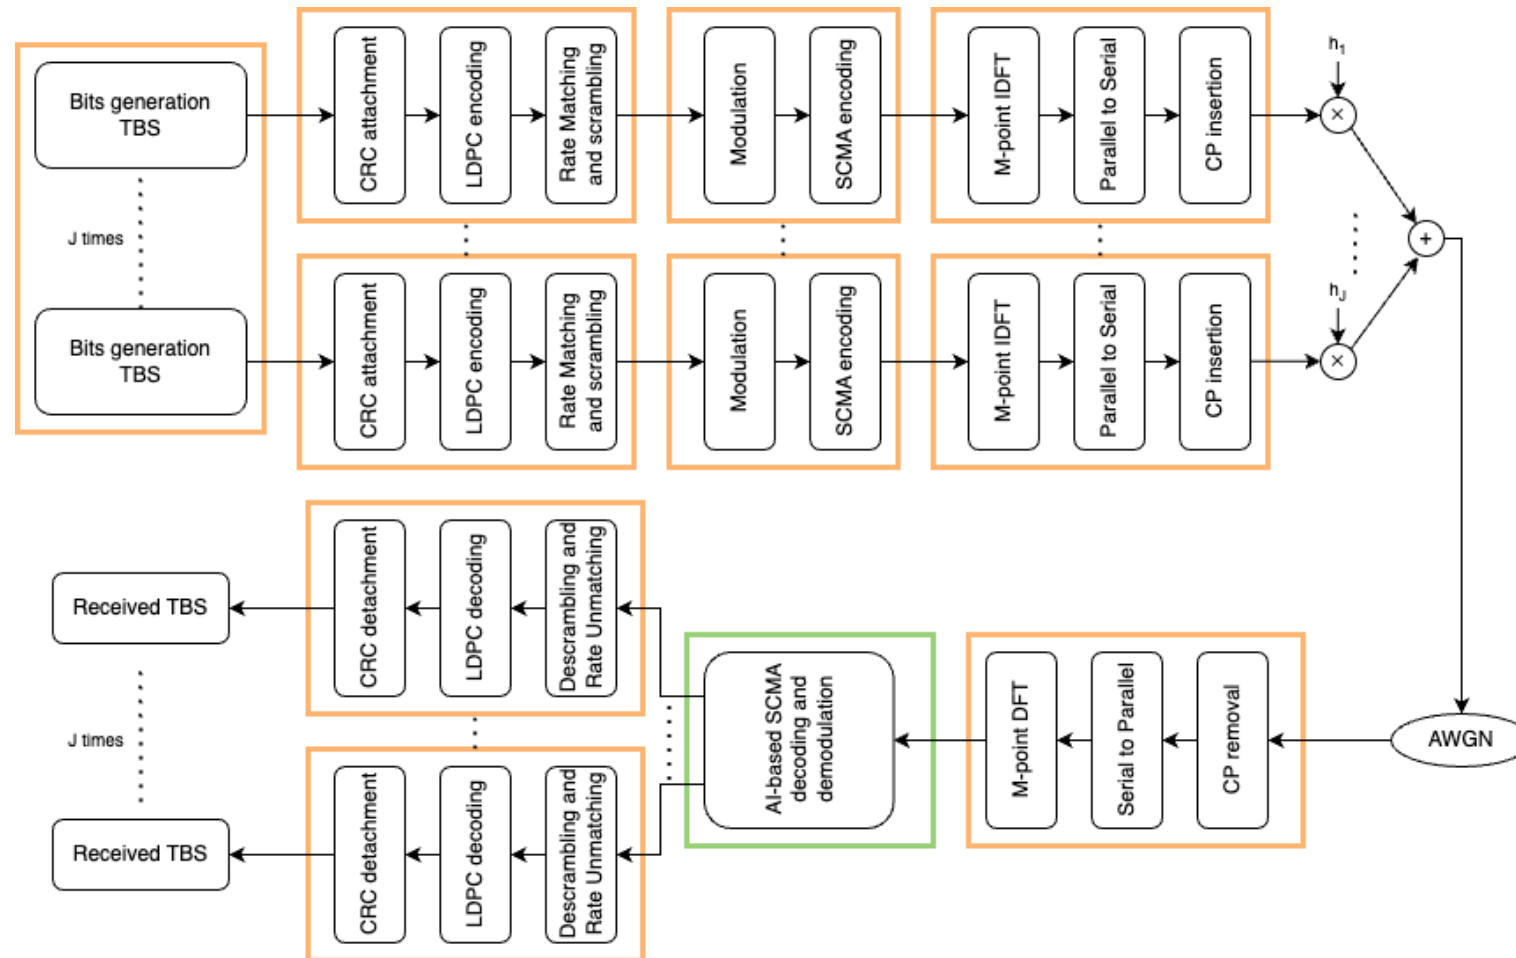 Bits generation
TBS
CRC attachment
LDPC encoding
Rate Matching
and scrambling
Modulation
SCMA encoding
M-point IDFT
Parallel to Serial
CP insertion
h1
×
J times
+
Bits generation
TBS
CRC attachment
LDPC encoding
Rate Matching
and scrambling
Modulation
SCMA encoding
M-point IDFT
Parallel to Serial
CP insertion
hJ
×
Received TBS
CRC detachment
LDPC decoding
Descrambling and
Rate Unmatching
J times
AI-based SCMA
decoding and
demodulation
M-point DFT
Serial to Parallel
CP removal
AWGN
Received TBS
CRC detachment
LDPC decoding
Descrambling and
Rate Unmatching